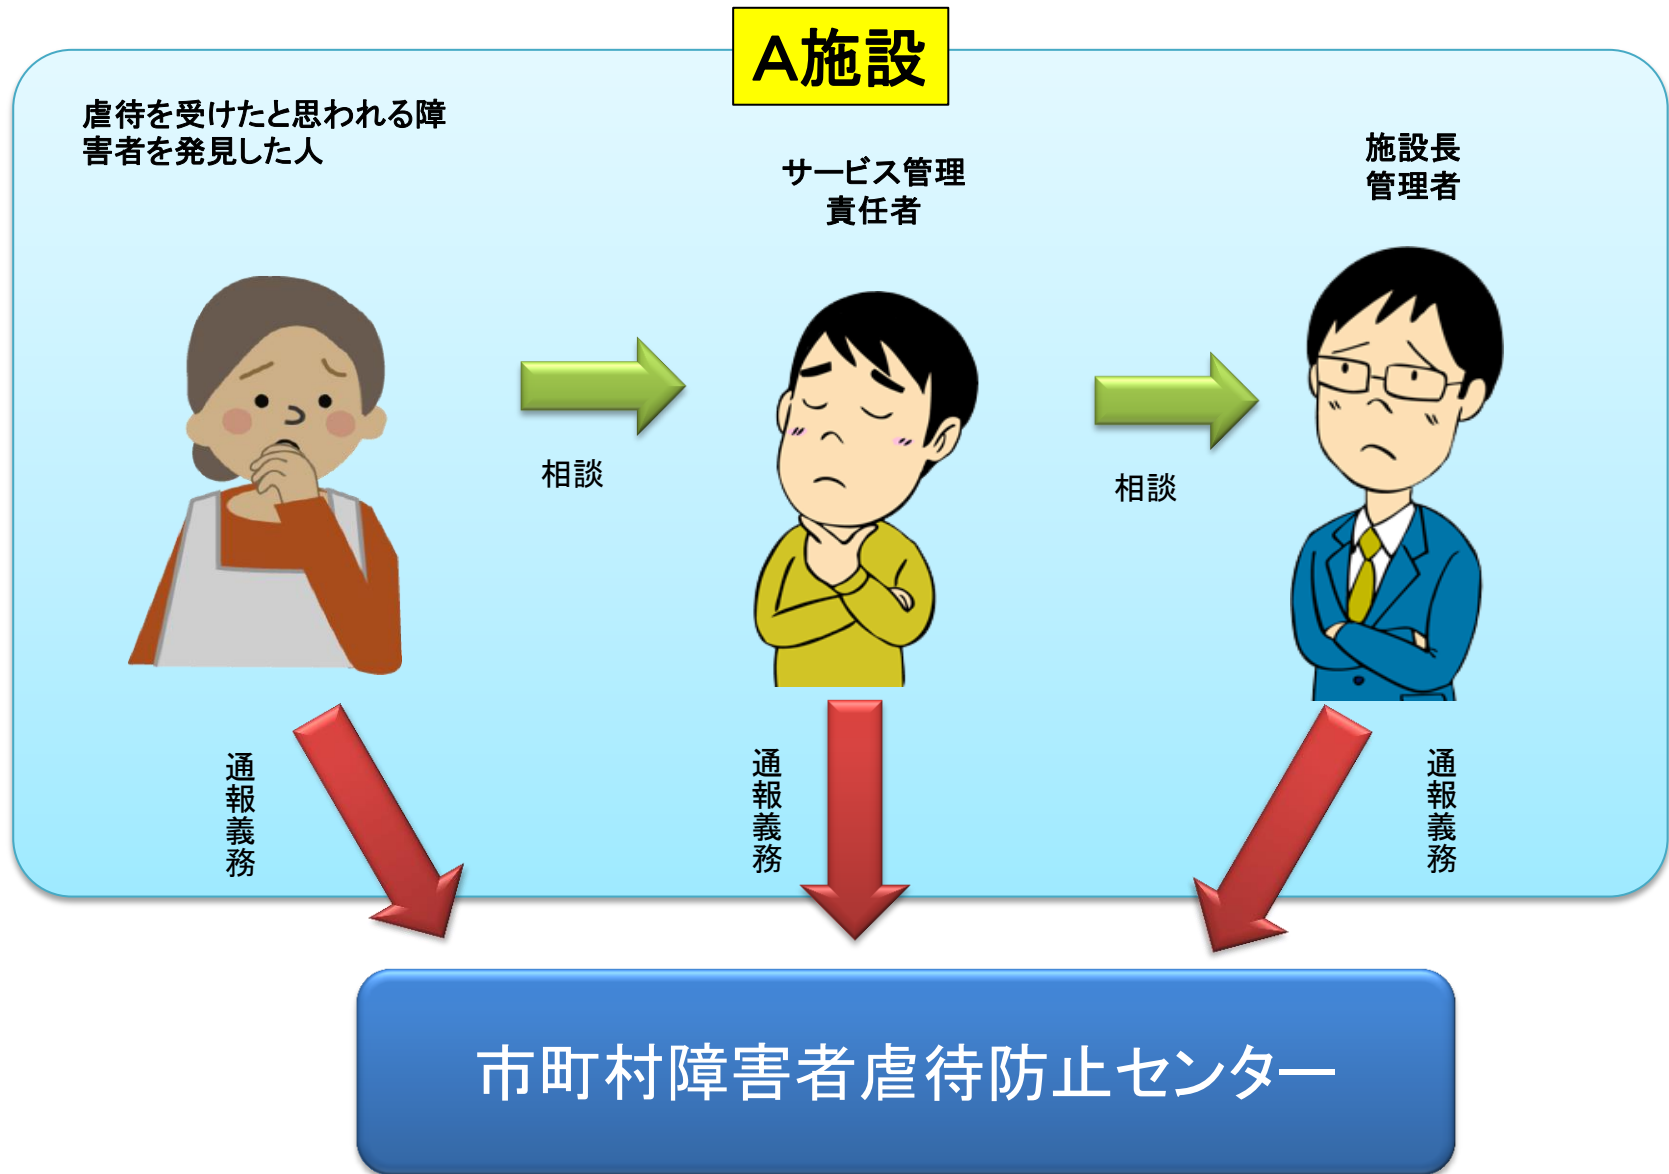 A施設
虐待を受けたと思われる障
害者を発見した人
サービス管理
責任者
施設長
管理者
相談
相談
通報義務
通報義務
通報義務
市町村障害者虐待防止センター